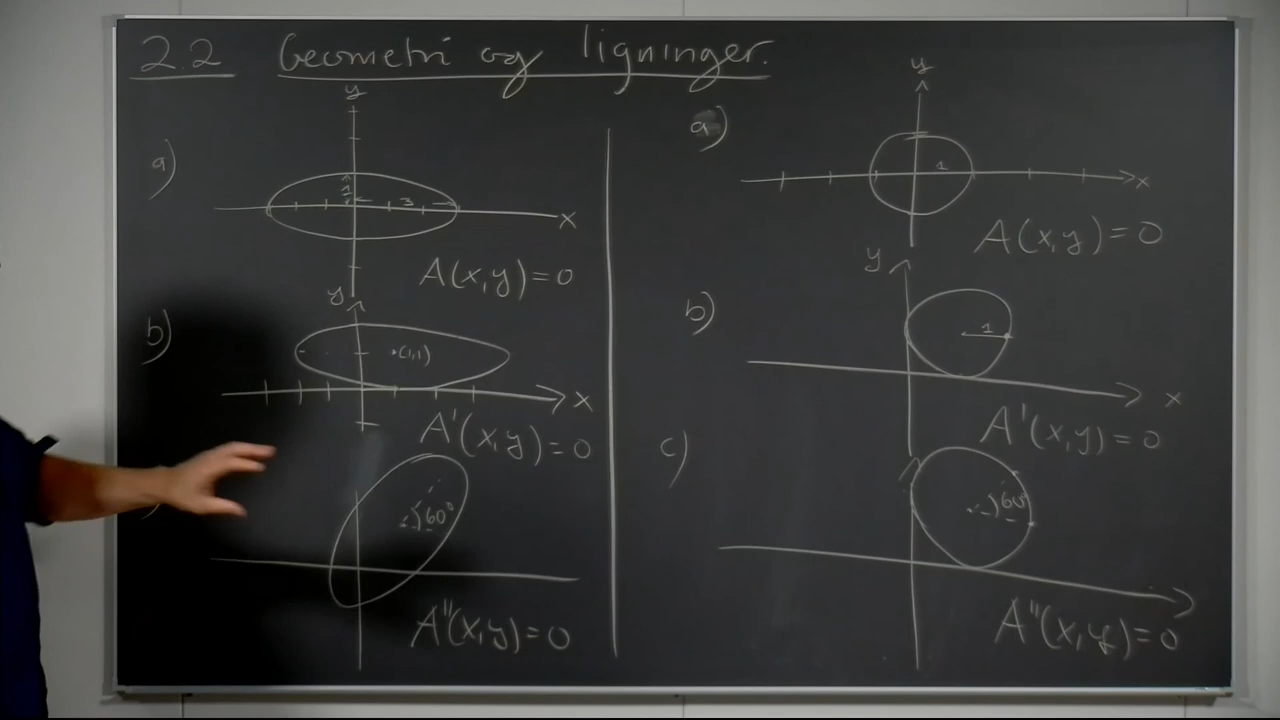 2.2 Geometri og ligninger.
y
a)
1
3
x
A(x,y)=0
y
b)
(1,1)
x
A'(x,y)=0
)
60°
A''(x,y)=0
y
a)
1
x
A(x,y)=0
y
b)
1
x
A'(x,y)=0
c)
60°
A''(x,y)=0